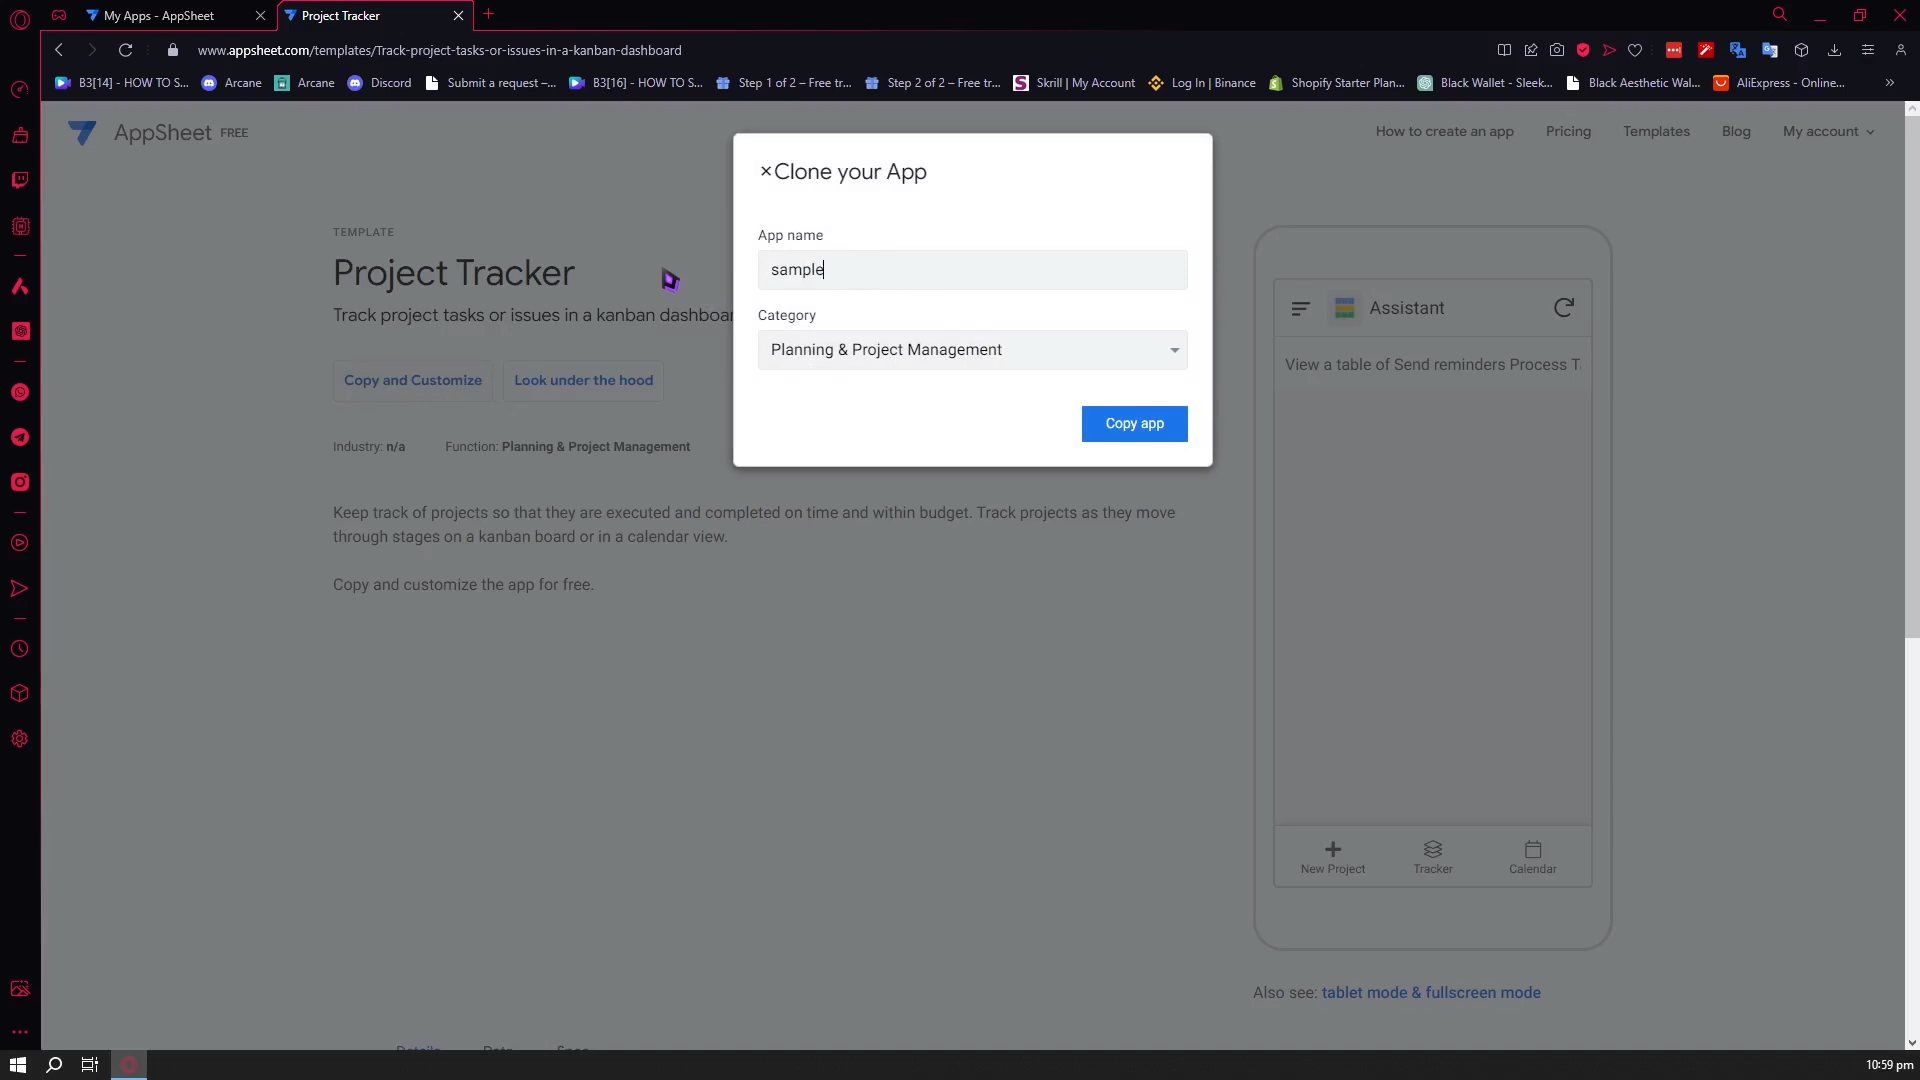 My Apps - AppSheet
Project Tracker
www.appsheet.com/templates/Track-project-tasks-or-issues-in-a-kanban-dashboard
B3[14] - HOW TO S...
Arcane
Arcane
Discord
Submit a request –...
B3[16] - HOW TO S...
Step 1 of 2 – Free tr...
Step 2 of 2 – Free tr...
Skrill | My Account
Log In | Binance
Shopify Starter Plan...
Black Wallet - Sleek...
Black Aesthetic Wal...
AliExpress - Online...
AppSheet FREE
How to create an app
Pricing
Templates
Blog
My account
×Clone your App
App name
sample
Category
Planning & Project Management
Copy app
TEMPLATE
Project Tracker
Track project tasks or issues in a kanban dashboar
Copy and Customize
Look under the hood
Industry: n/a
Function: Planning & Project Management
Keep track of projects so that they are executed and completed on time and within budget. Track projects as they move
through stages on a kanban board or in a calendar view.
Copy and customize the app for free.
Assistant
View a table of Send reminders Process T
New Project
Tracker
Calendar
Also see: tablet mode & fullscreen mode
10:59 pm